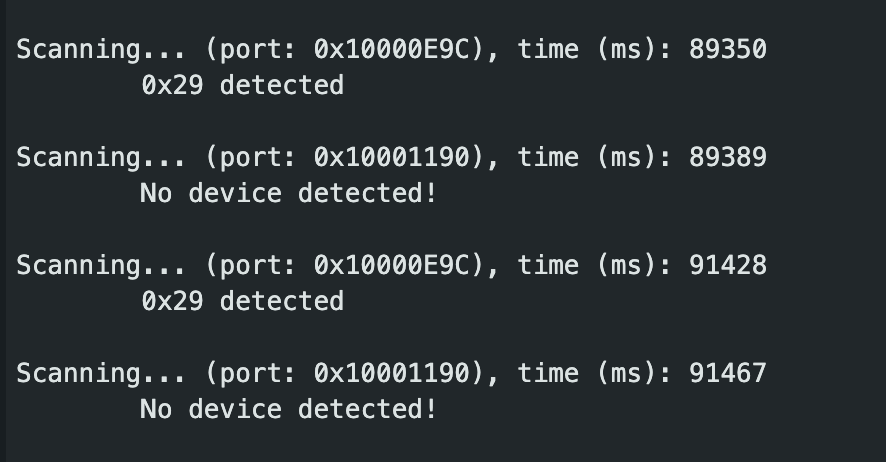 Scanning... (port: 0x10000E9C), time (ms): 89350
0x29 detected
Scanning... (port: 0x10001190), time (ms): 89389
No device detected!
Scanning... (port: 0x10000E9C), time (ms): 91428
0x29 detected
Scanning... (port: 0x10001190), time (ms): 91467
No device detected!